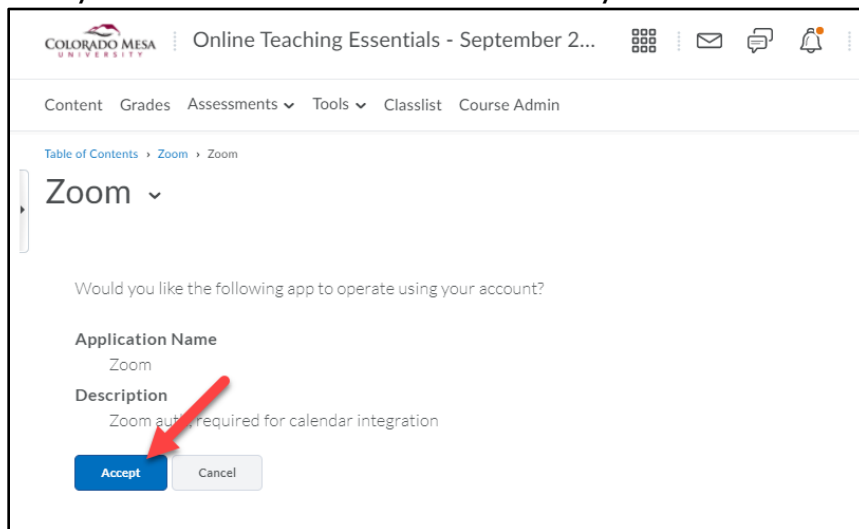 COLORADO MESA
UNIVERSITY
Online Teaching Essentials - September 2...
Content Grades Assessments Tools Classlist Course Admin
Table of Contents › Zoom › Zoom
Zoom
Would you like the following app to operate using your account?
Application Name
Zoom
Description
Zoom auth, required for calendar integration
Accept Cancel